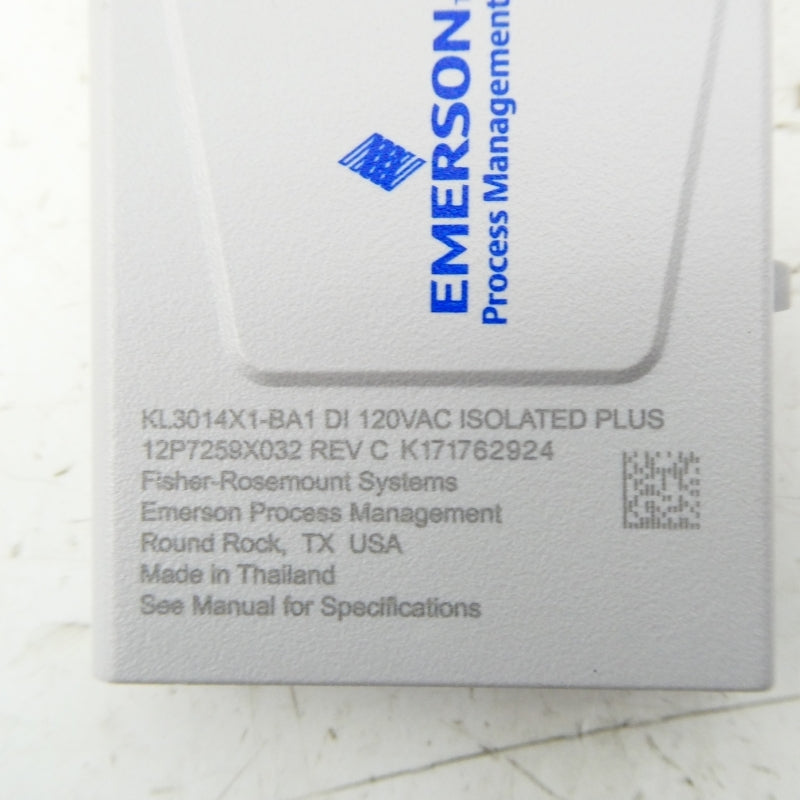 EMERSON
Process Management
KL3014X1-BA1 DI 120VAC ISOLATED PLUS
12P7259X032 REV C K171762924
Fisher-Rosemount Systems
Emerson Process Management
Round Rock, TX USA
Made in Thailand
See Manual for Specifications